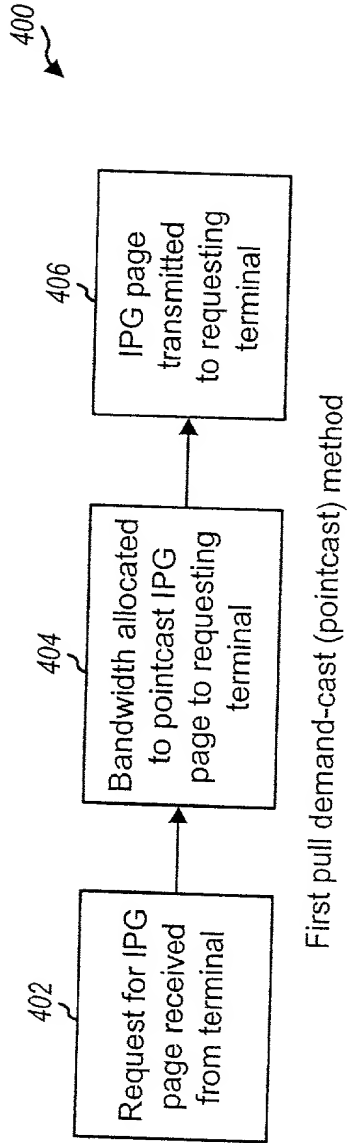 400
402
Request for IPG
page received
from terminal
404
Bandwidth allocated
to pointcast IPG
page to requesting
terminal
406
IPG page
transmitted
to requesting
terminal
First pull demand-cast (pointcast) method